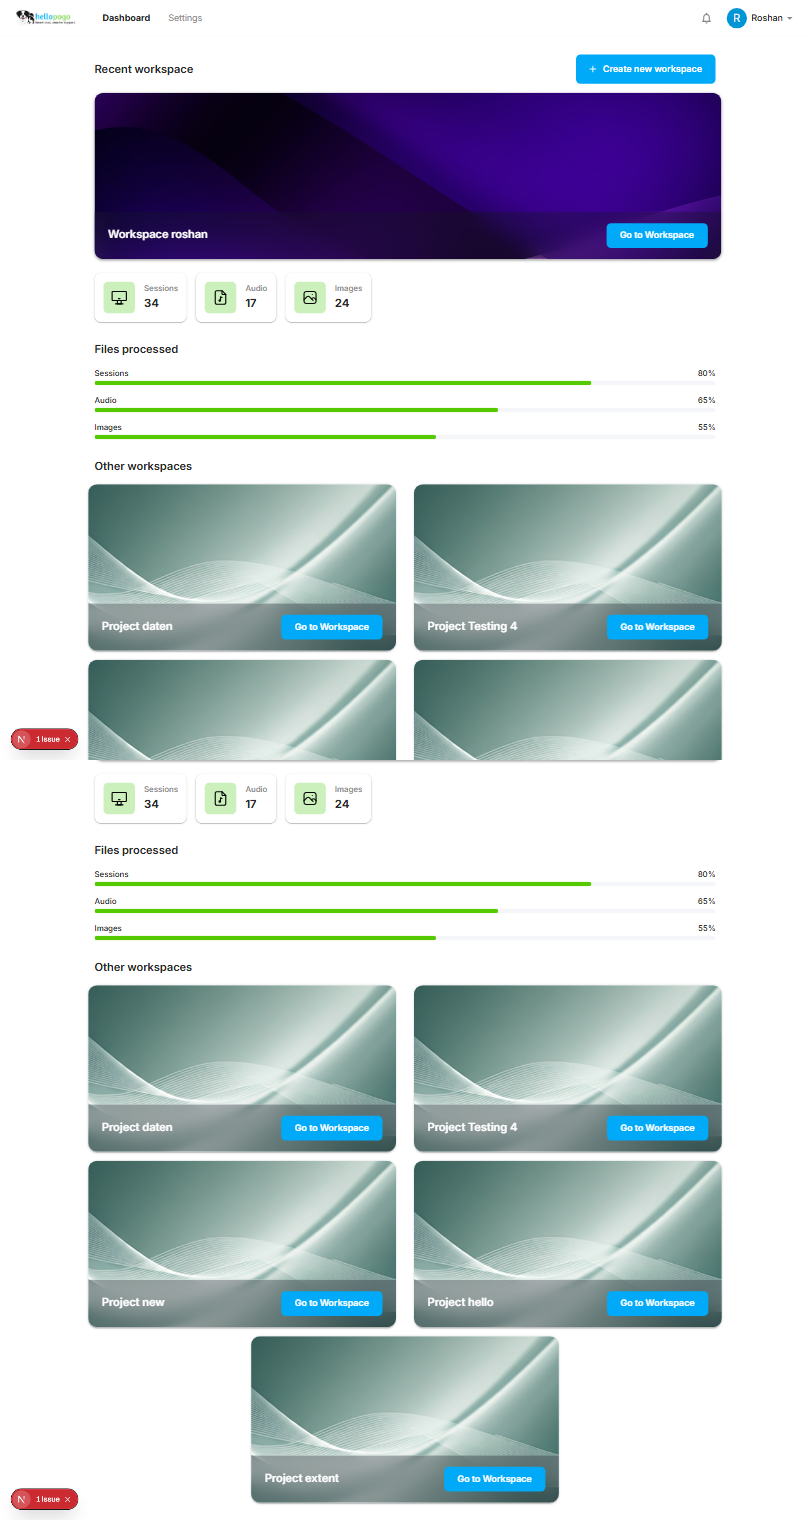 hellopogo
Dashboard
Settings
R
Roshan
Recent workspace
+ Create new workspace
Workspace roshan
Go to Workspace
Sessions
34
Audio
17
Images
24
Files processed
Sessions 80%
Audio 65%
Images 55%
Other workspaces
Project daten
Go to Workspace
Project Testing 4
Go to Workspace
N 1 Issue ×
Sessions
34
Audio
17
Images
24
Files processed
Sessions 80%
Audio 65%
Images 55%
Other workspaces
Project daten
Go to Workspace
Project Testing 4
Go to Workspace
Project new
Go to Workspace
Project hello
Go to Workspace
Project extent
Go to Workspace
N 1 Issue ×